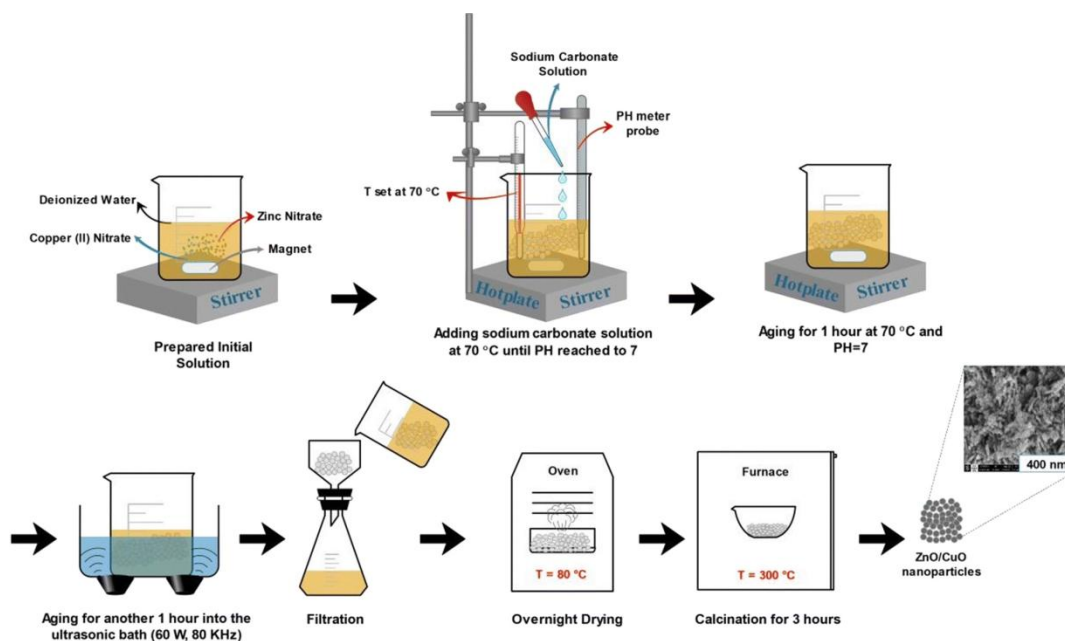 Sodium Carbonate
Solution
PH meter
probe
T set at 70 °C
Deionized Water
Zinc Nitrate
Copper (II) Nitrate
Magnet
Stirrer
Hotplate Stirrer
Hotplate Stirrer
Prepared Initial
Solution
Adding sodium carbonate solution
at 70 °C until PH reached to 7
Aging for 1 hour at 70 °C and
PH=7
400 nm
Oven
T = 80 °C
Furnace
T = 300 °C
ZnO/CuO
nanoparticles
Aging for another 1 hour into the
ultrasonic bath (60 W, 80 KHz)
Filtration
Overnight Drying
Calcination for 3 hours